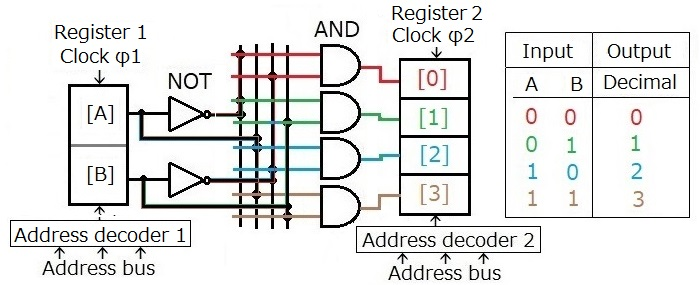 Register 1
Clock φ1
NOT
AND
Register 2
Clock φ2
[A]
[B]
[0]
[1]
[2]
[3]
Address decoder 1
Address bus
Address decoder 2
Address bus
Input Output
A B Decimal
0 0 0
0 1 1
1 0 2
1 1 3